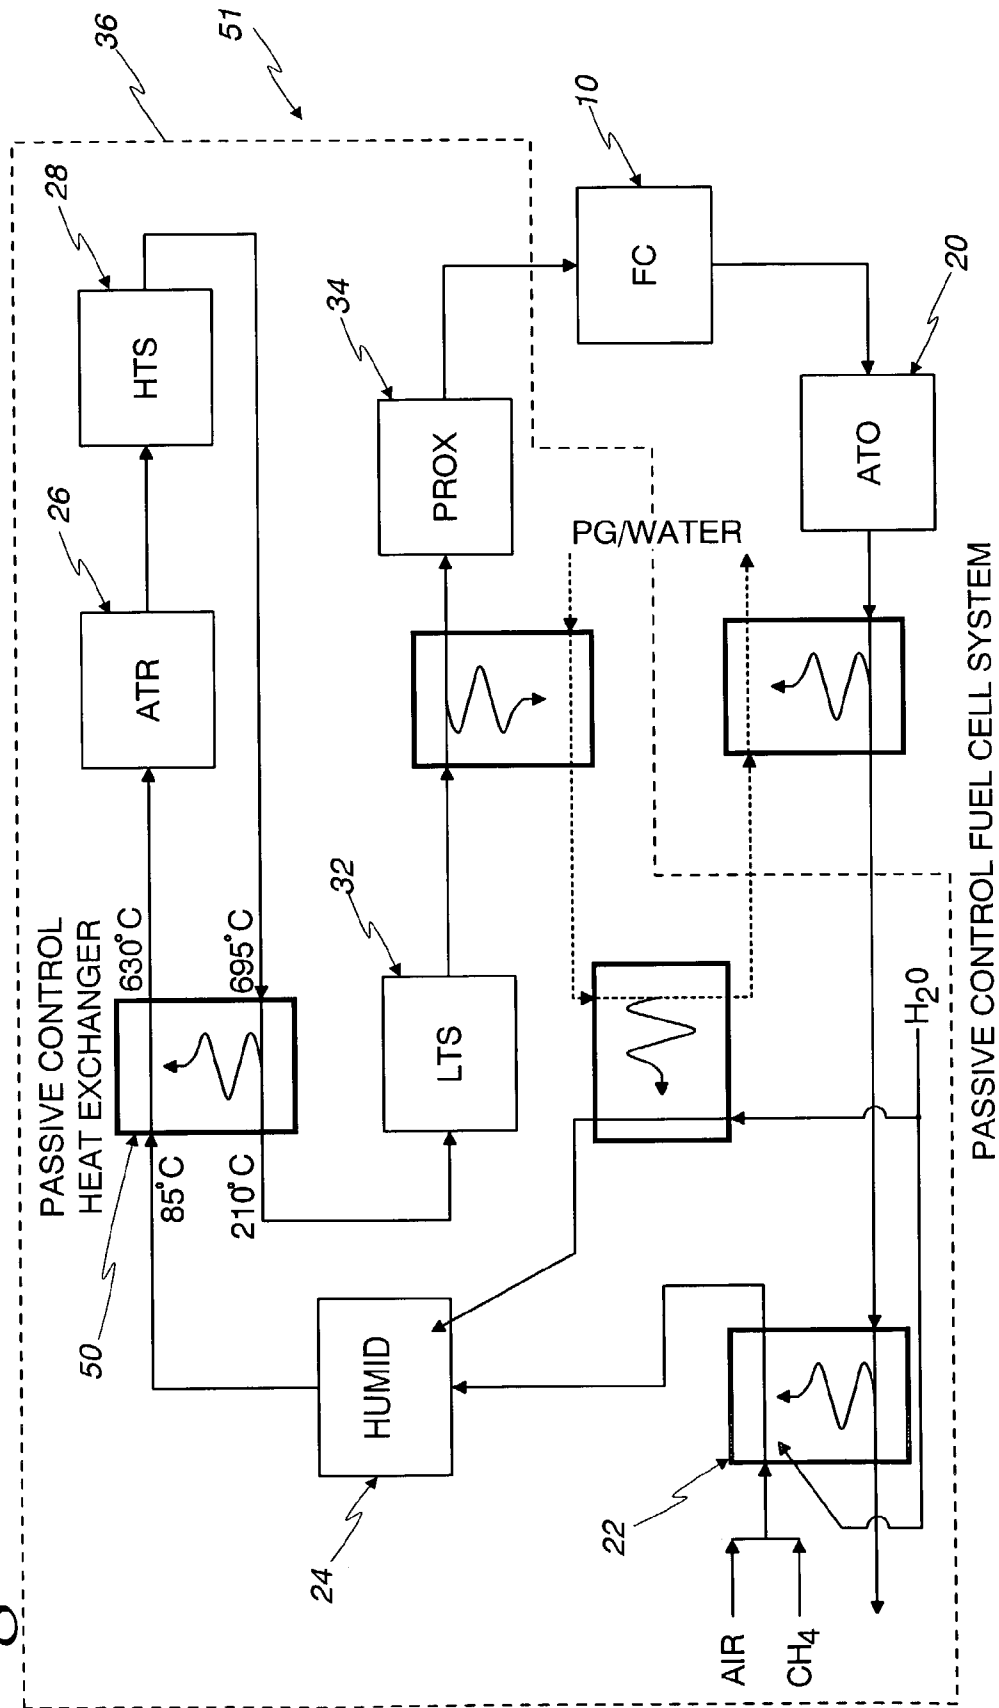 36
51
PASSIVE CONTROL
HEAT EXCHANGER
50
85°C
630°C
210°C
695°C
26
ATR
28
HTS
24
HUMID
32
LTS
34
PROX
10
FC
PG/WATER
20
ATO
22
AIR
CH4
H2O
PASSIVE CONTROL FUEL CELL SYSTEM